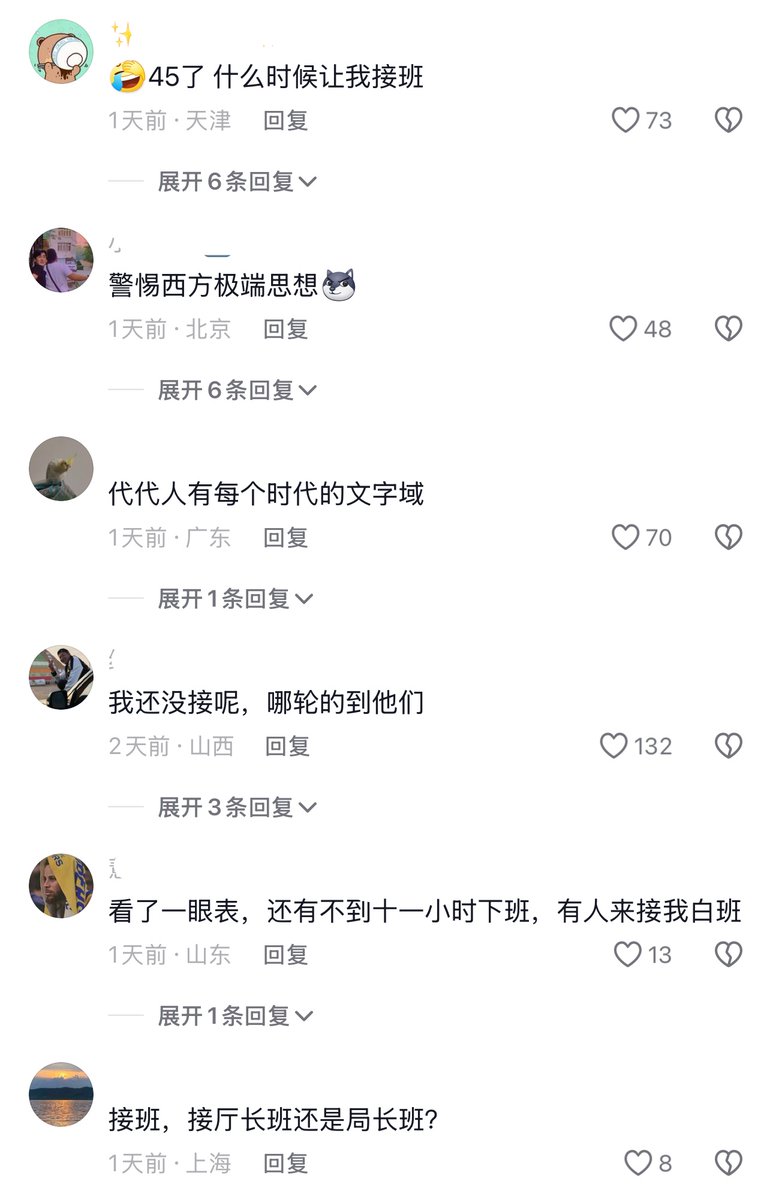 45了 什么时候让我接班
1天前 · 天津 回复 73
展开6条回复
警惕西方极端思想
1天前 · 北京 回复 48
展开6条回复
代代人有每个时代的文字域
1天前 · 广东 回复 70
展开1条回复
我还没接呢，哪轮的到他们
2天前 · 山西 回复 132
展开3条回复
看了一眼表，还有不到十一小时下班，有人来接我白班
1天前 · 山东 回复 13
展开1条回复
接班，接厅长班还是局长班？
1天前 · 上海 回复 8